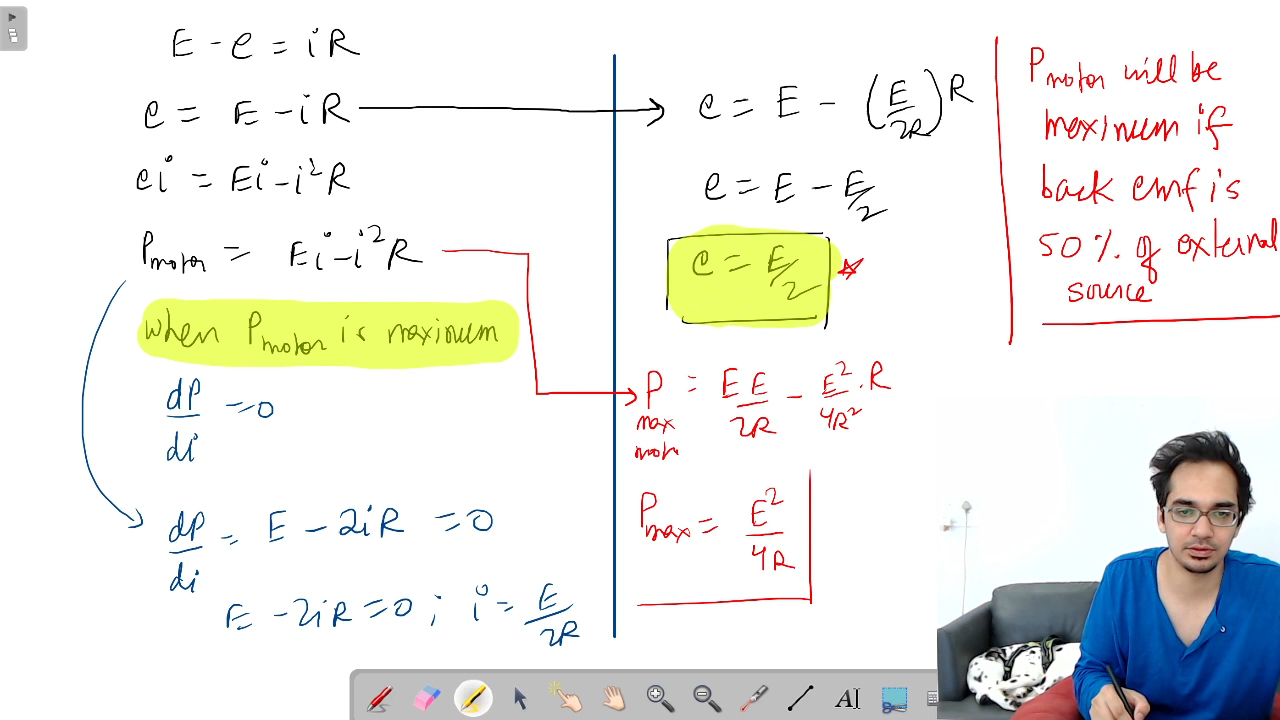 E - e = iR
e = E - iR
ei = Ei - i²R
Pmotor = Ei - i²R
when Pmotor is maximum
dP/di = 0
dP/di = E - 2iR = 0
E - 2iR = 0 ; i = E/2R
e = E - (E/2R)R
e = E - E/2
e = E/2
P max = E E/2R - E²/4R² . R
Pmax = E²/4R
Pmotor will be
maximum if
back emf is
50% of external
source
AI